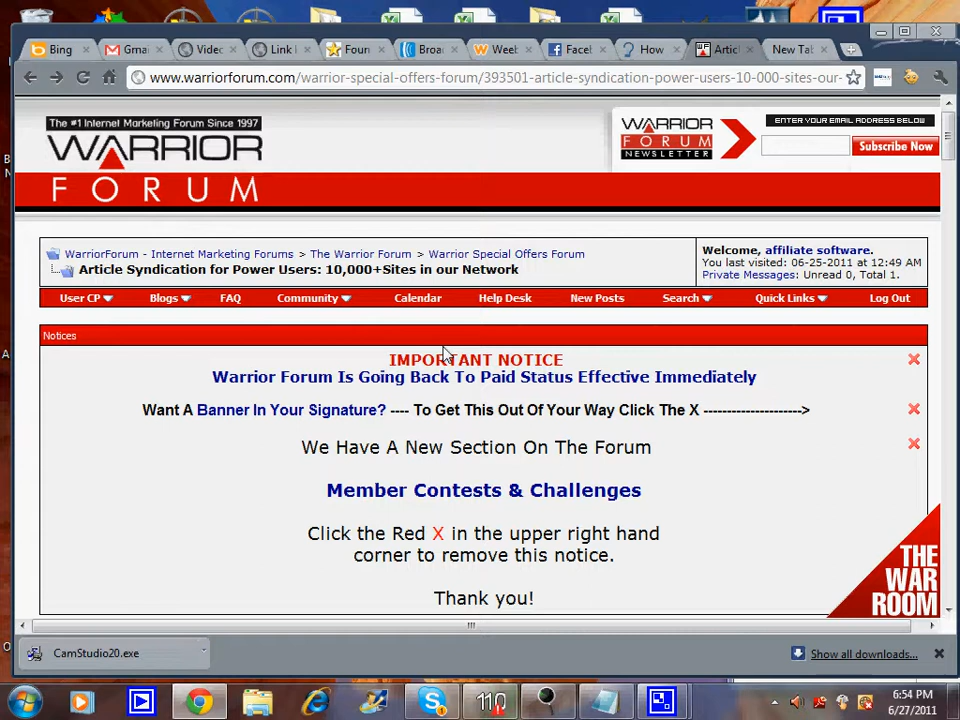 Bing
Gmai
Videc
Link I
Foun
Broac
Weeb
Facel
How
Articl
New Tab
www.warriorforum.com/warrior-special-offers-forum/393501-article-syndication-power-users-10-000-sites-our-
The #1 Internet Marketing Forum Since 1997
WARRIOR
FORUM
WARRIOR
FORUM
NEWSLETTER
ENTER YOUR EMAIL ADDRESS BELOW
Subscribe Now
WarriorForum - Internet Marketing Forums > The Warrior Forum > Warrior Special Offers Forum
Article Syndication for Power Users: 10,000+Sites in our Network
Welcome, affiliate software.
You last visited: 06-25-2011 at 12:49 AM
Private Messages: Unread 0, Total 1.
User CP Blogs FAQ Community Calendar Help Desk New Posts Search Quick Links Log Out
Notices
IMPORTANT NOTICE
Warrior Forum Is Going Back To Paid Status Effective Immediately
Want A Banner In Your Signature? ---- To Get This Out Of Your Way Click The X -------------------->
We Have A New Section On The Forum
Member Contests & Challenges
Click the Red X in the upper right hand
corner to remove this notice.
Thank you!
THE
WAR
ROOM
CamStudio20.exe
Show all downloads...
110
6:54 PM
6/27/2011